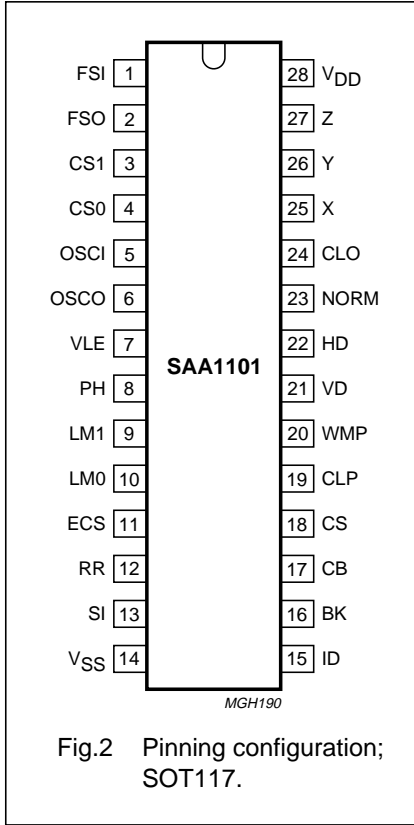 FSI 1 28 VDD
FSO 2 27 Z
CS1 3 26 Y
CS0 4 25 X
OSCI 5 24 CLO
OSCO 6 23 NORM
VLE 7 22 HD
SAA1101
PH 8 21 VD
LM1 9 20 WMP
LM0 10 19 CLP
ECS 11 18 CS
RR 12 17 CB
SI 13 16 BK
VSS 14 15 ID
MGH190
Fig.2 Pinning configuration;
SOT117.